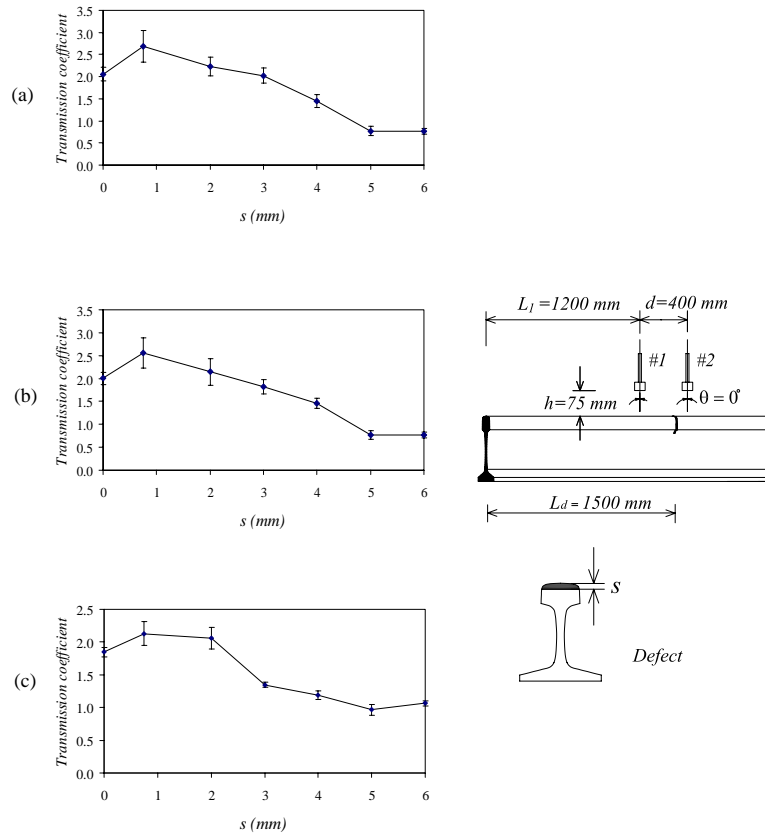 (a)
Transmission coefficient
3.5
3.0
2.5
2.0
1.5
1.0
0.5
0.0
0 1 2 3 4 5 6
s (mm)
(b)
Transmission coefficient
3.5
3.0
2.5
2.0
1.5
1.0
0.5
0.0
0 1 2 3 4 5 6
s (mm)
L1 =1200 mm d=400 mm
#1 #2
h=75 mm θ = 0°
Ld = 1500 mm
(c)
Transmission coefficient
2.5
2.0
1.5
1.0
0.5
0.0
0 1 2 3 4 5 6
s (mm)
s
Defect